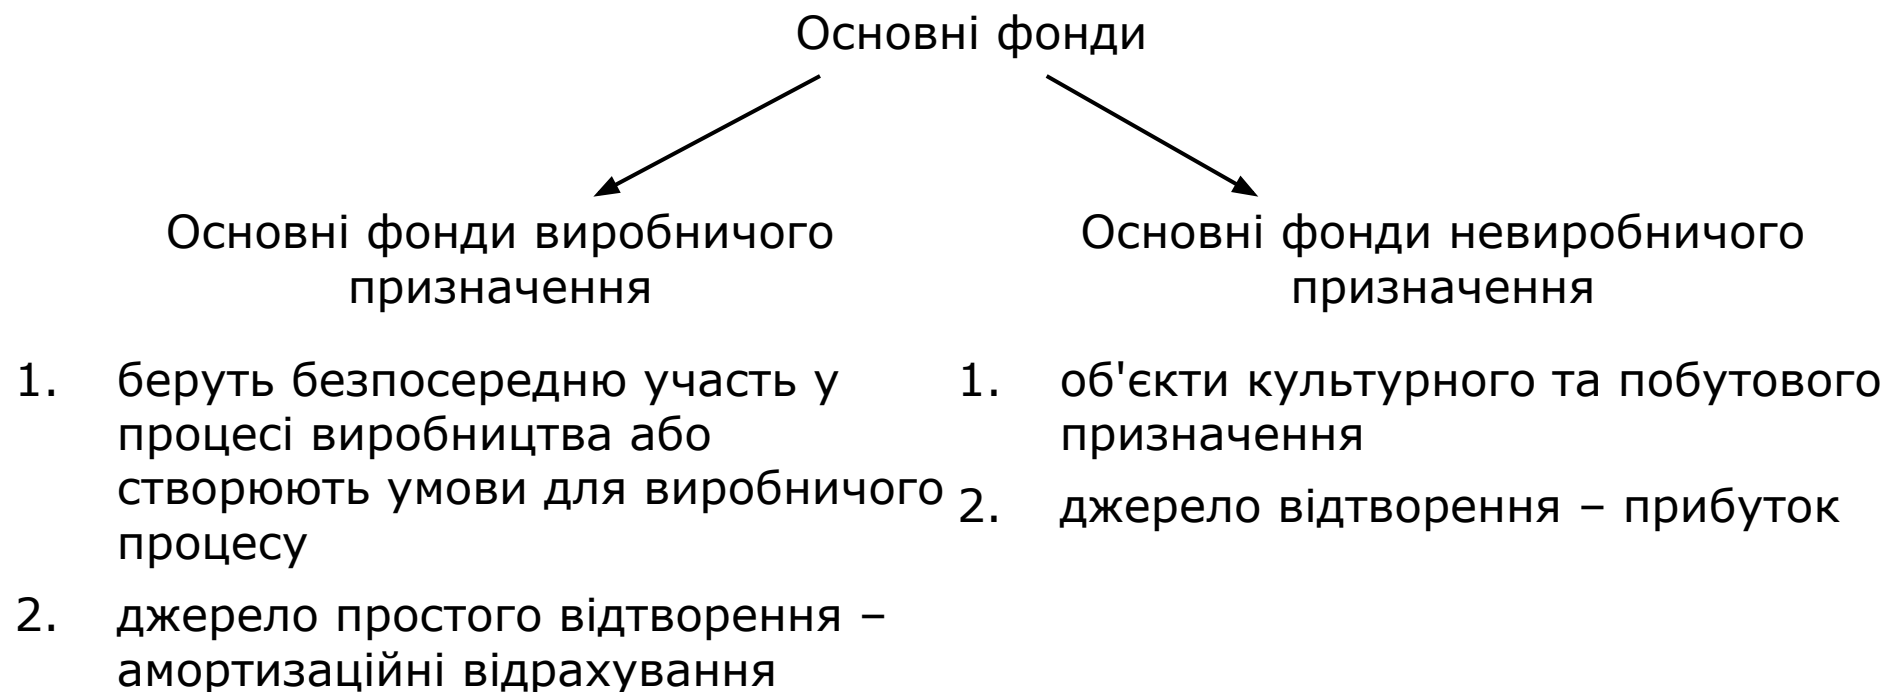 Основні фонди
Основні фонди виробничого
призначення
1. беруть безпосередню участь у
процесі виробництва або
створюють умови для виробничого
процесу
2. джерело простого відтворення –
амортизаційні відрахування
Основні фонди невиробничого
призначення
1. об'єкти культурного та побутового
призначення
2. джерело відтворення – прибуток